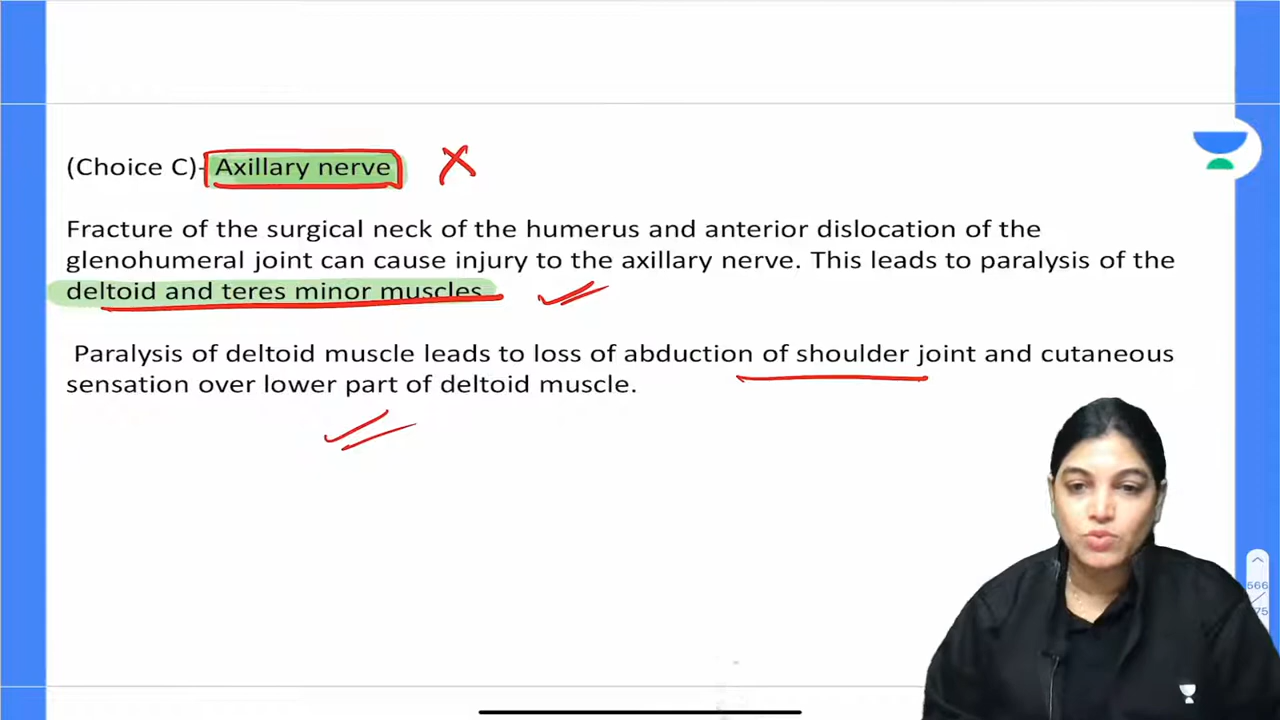 (Choice C)- Axillary nerve X
Fracture of the surgical neck of the humerus and anterior dislocation of the
glenohumeral joint can cause injury to the axillary nerve. This leads to paralysis of the
deltoid and teres minor muscles
Paralysis of deltoid muscle leads to loss of abduction of shoulder joint and cutaneous
sensation over lower part of deltoid muscle.
566